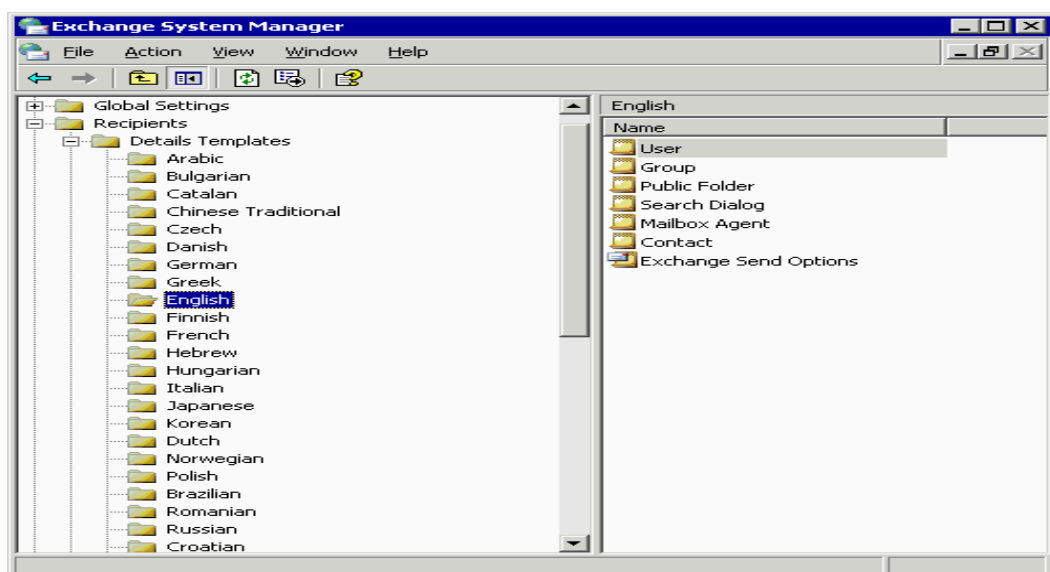 Exchange System Manager
File Action View Window Help
Global Settings
Recipients
Details Templates
Arabic
Bulgarian
Catalan
Chinese Traditional
Czech
Danish
German
Greek
English
Finnish
French
Hebrew
Hungarian
Italian
Japanese
Korean
Dutch
Norwegian
Polish
Brazilian
Romanian
Russian
Croatian
English
Name
User
Group
Public Folder
Search Dialog
Mailbox Agent
Contact
Exchange Send Options